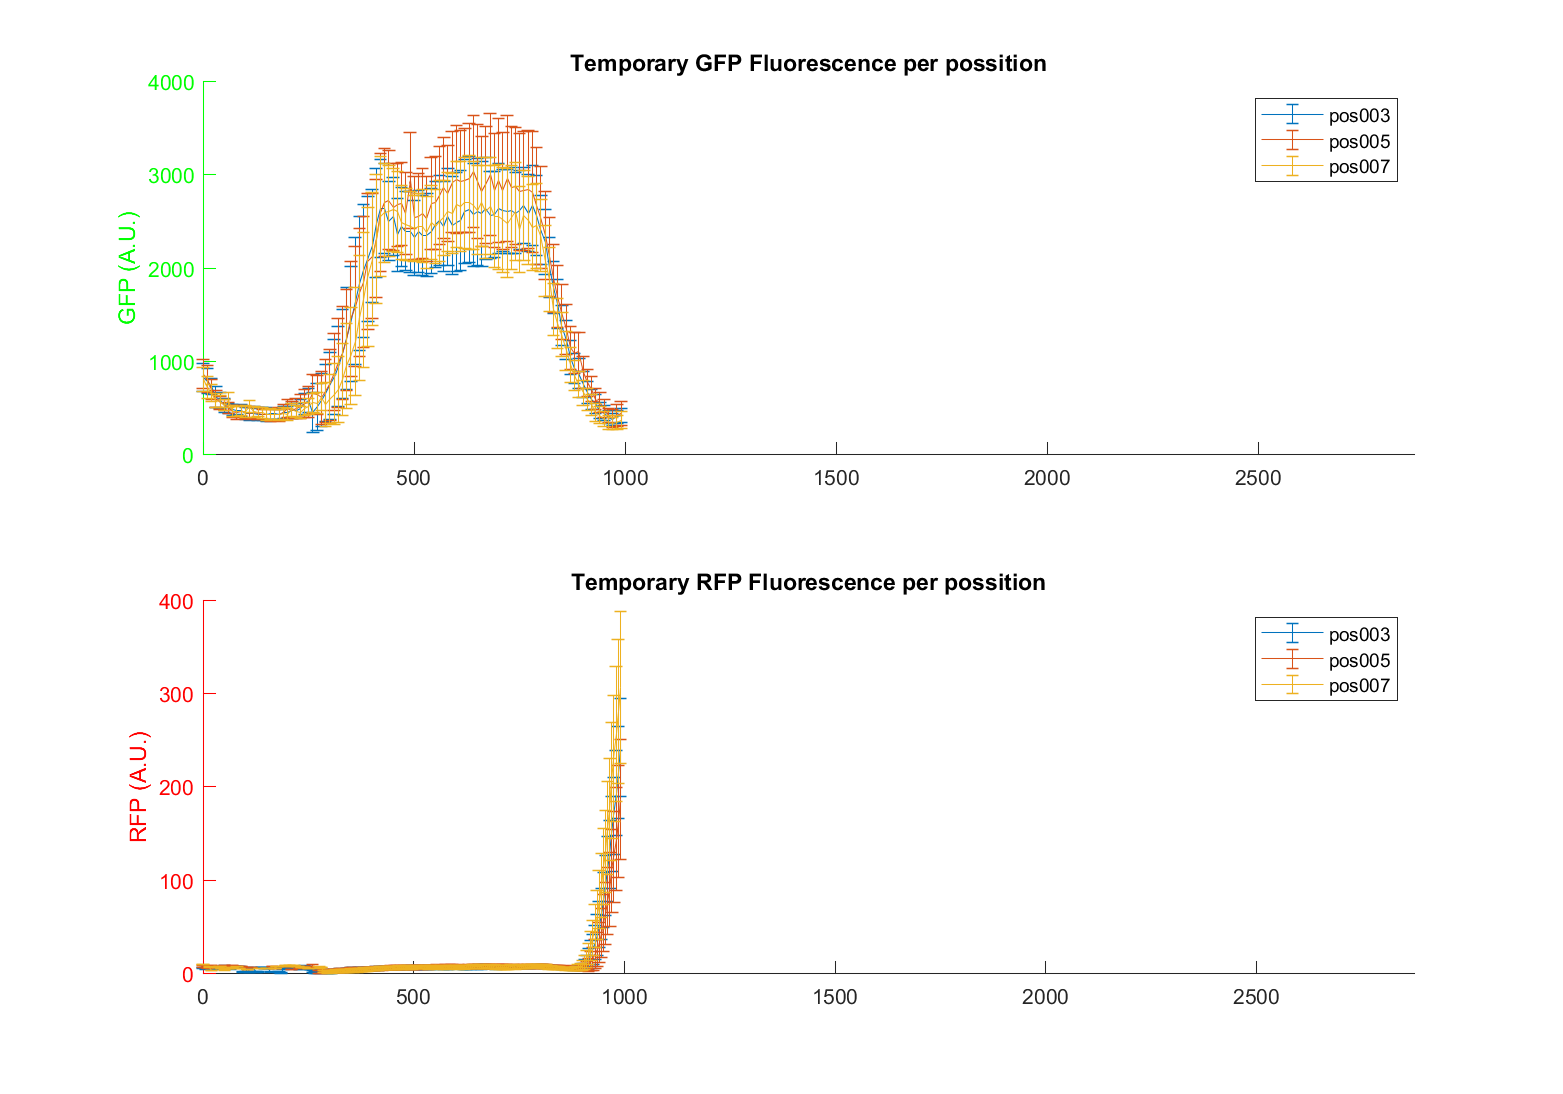 Temporary GFP Fluorescence per possition
GFP (A.U.)
4000
3000
2000
1000
0
0 500 1000 1500 2000 2500
pos003
pos005
pos007
Temporary RFP Fluorescence per possition
RFP (A.U.)
400
300
200
100
0
0 500 1000 1500 2000 2500
pos003
pos005
pos007